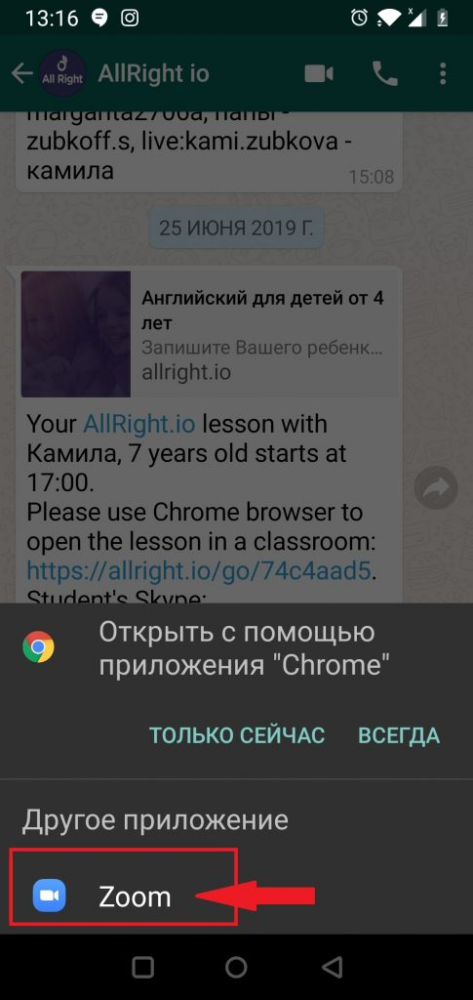 13:16
x
All Right
AllRight io
margarita2706a, папы -
zubkoff.s, live:kami.zubkova -
камила
15:08
25 ИЮНЯ 2019 Г.
Английский для детей от 4
лет
Запишите Вашего ребенк...
allright.io
Your AllRight.io lesson with
Камила, 7 years old starts at
17:00.
Please use Chrome browser to
open the lesson in a classroom:
https://allright.io/go/74c4aad5.
Student's Skype:
Открыть с помощью
приложения "Chrome"
ТОЛЬКО СЕЙЧАС ВСЕГДА
Другое приложение
Zoom